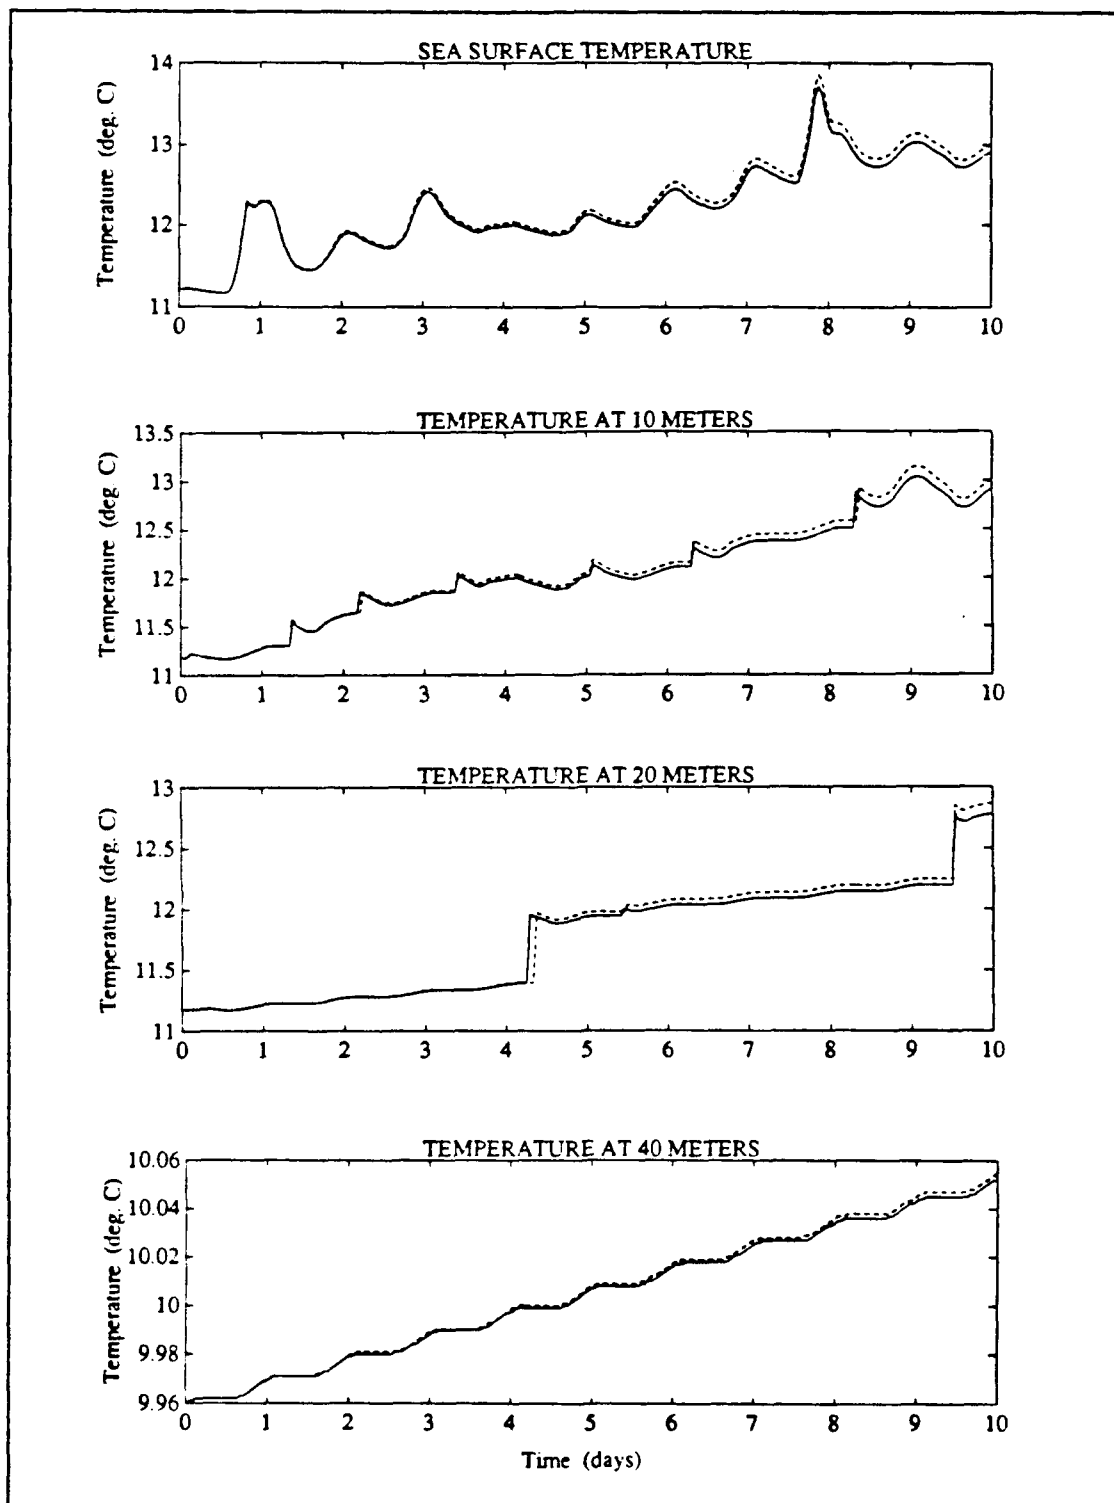 SEA SURFACE TEMPERATURE
Temperature (deg. C)
14
13
12
11
0 1 2 3 4 5 6 7 8 9 10
TEMPERATURE AT 10 METERS
Temperature (deg. C)
13.5
13
12.5
12
11.5
11
0 1 2 3 4 5 6 7 8 9 10
TEMPERATURE AT 20 METERS
Temperature (deg. C)
13
12.5
12
11.5
11
0 1 2 3 4 5 6 7 8 9 10
TEMPERATURE AT 40 METERS
Temperature (deg. C)
10.06
10.04
10.02
10
9.98
9.96
0 1 2 3 4 5 6 7 8 9 10
Time (days)